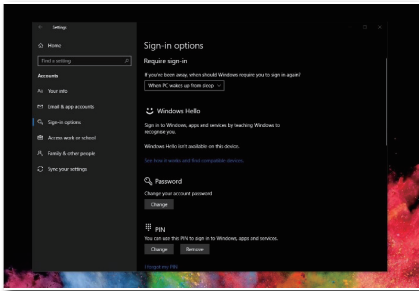 Settings
Home
Find a setting
Accounts
Your info
Email & app accounts
Sign-in options
Access work or school
Family & other people
Sync your settings
Sign-in options
Require sign-in
If you've been away, when should Windows require you to sign in again?
When PC wakes up from sleep
Windows Hello
Sign in to Windows, apps and services by teaching Windows to
recognise you.
Windows Hello isn't available on this device.
See how it works and find compatible devices.
Password
Change your account password
Change
PIN
You can use this PIN to sign in to Windows, apps and services.
Change
Remove
I forgot my PIN